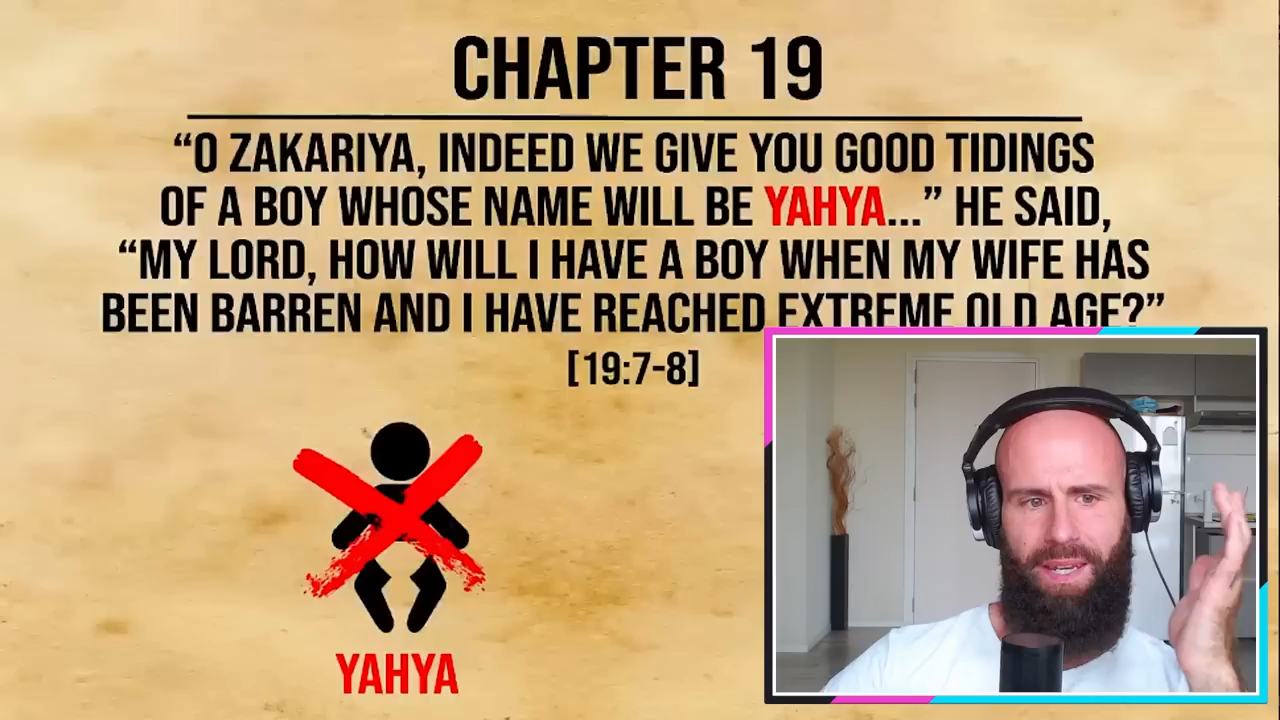 CHAPTER 19
“O ZAKARIYA, INDEED WE GIVE YOU GOOD TIDINGS
OF A BOY WHOSE NAME WILL BE YAHYA...” HE SAID,
“MY LORD, HOW WILL I HAVE A BOY WHEN MY WIFE HAS
BEEN BARREN AND I HAVE REACHED EXTREME OLD AGE?”
[19:7-8]
YAHYA